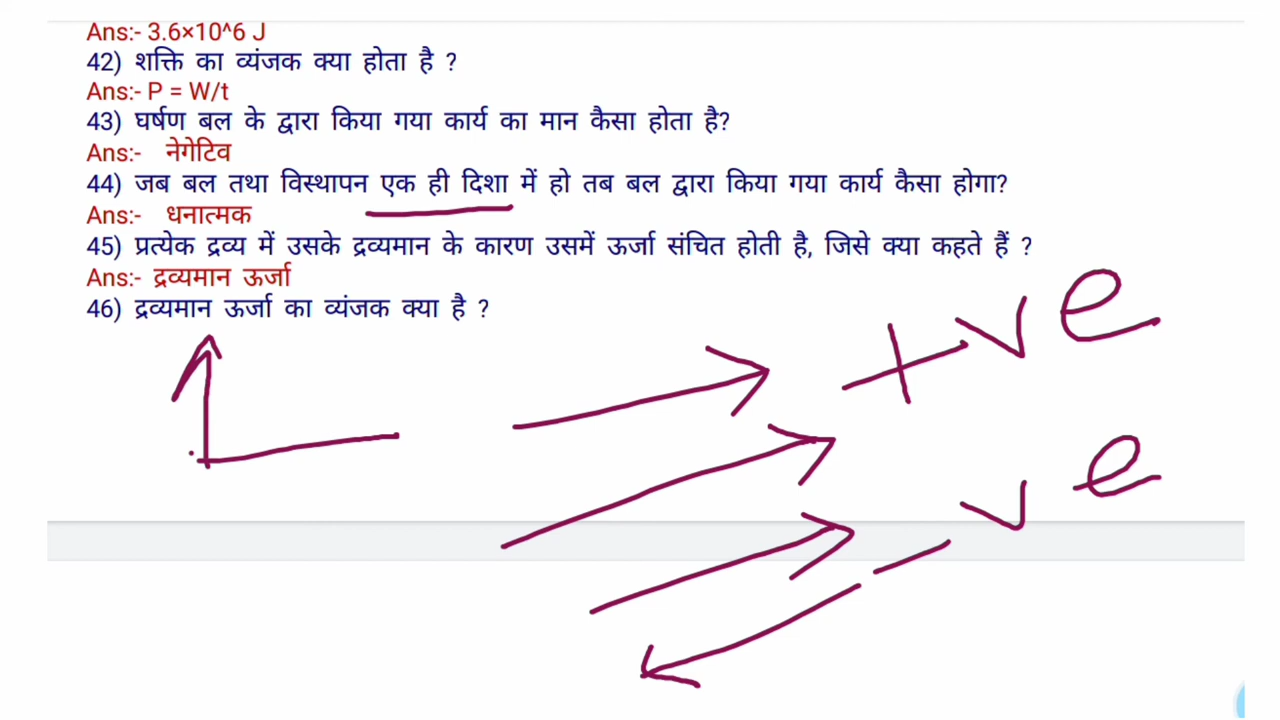 Ans:- 3.6×10^6 J
42) शक्ति का व्यंजक क्या होता है ?
Ans:- P = W/t
43) घर्षण बल के द्वारा किया गया कार्य का मान कैसा होता है?
Ans:- नेगेटिव
44) जब बल तथा विस्थापन एक ही दिशा में हो तब बल द्वारा किया गया कार्य कैसा होगा?
Ans:- धनात्मक
45) प्रत्येक द्रव्य में उसके द्रव्यमान के कारण उसमें ऊर्जा संचित होती है, जिसे क्या कहते हैं ?
Ans:- द्रव्यमान ऊर्जा
46) द्रव्यमान ऊर्जा का व्यंजक क्या है ?
+ve
-ve